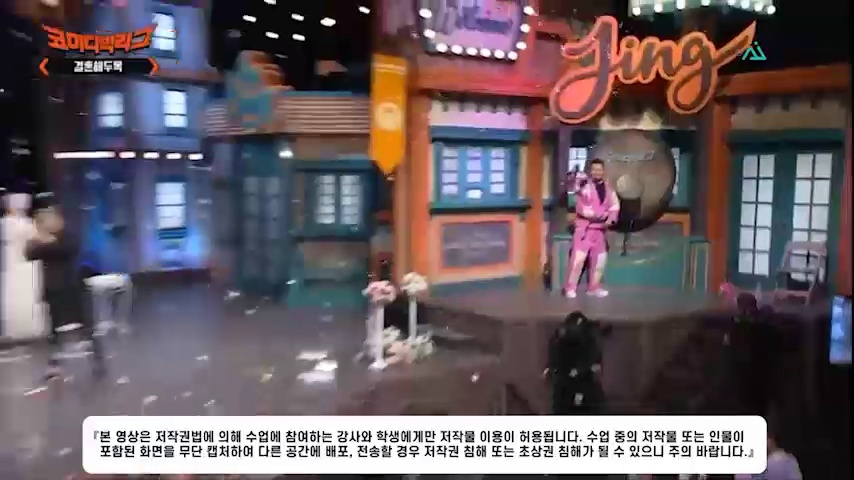 코미디빅리그
결혼해두목
Jing
『본 영상은 저작권법에 의해 수업에 참여하는 강사와 학생에게만 저작물 이용이 허용됩니다. 수업 중의 저작물 또는 인물이
포함된 화면을 무단 캡처하여 다른 공간에 배포, 전송할 경우 저작권 침해 또는 초상권 침해가 될 수 있으니 주의 바랍니다.』